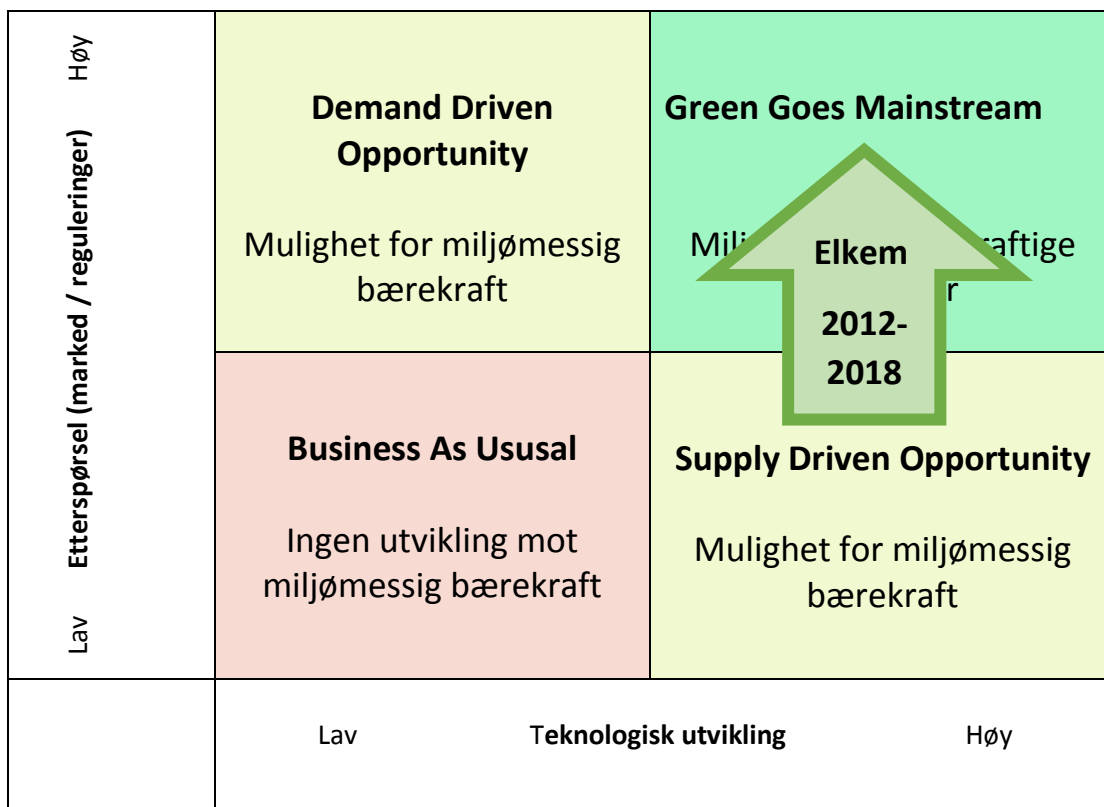 Lav Etterspørsel (marked / reguleringer) Høy
Demand Driven
Opportunity
Mulighet for miljømessig
bærekraft
Green Goes Mainstream
Elkem
2012-
2018
Business As Ususal
Ingen utvikling mot
miljømessig bærekraft
Supply Driven Opportunity
Mulighet for miljømessig
bærekraft
Lav Teknologisk utvikling Høy